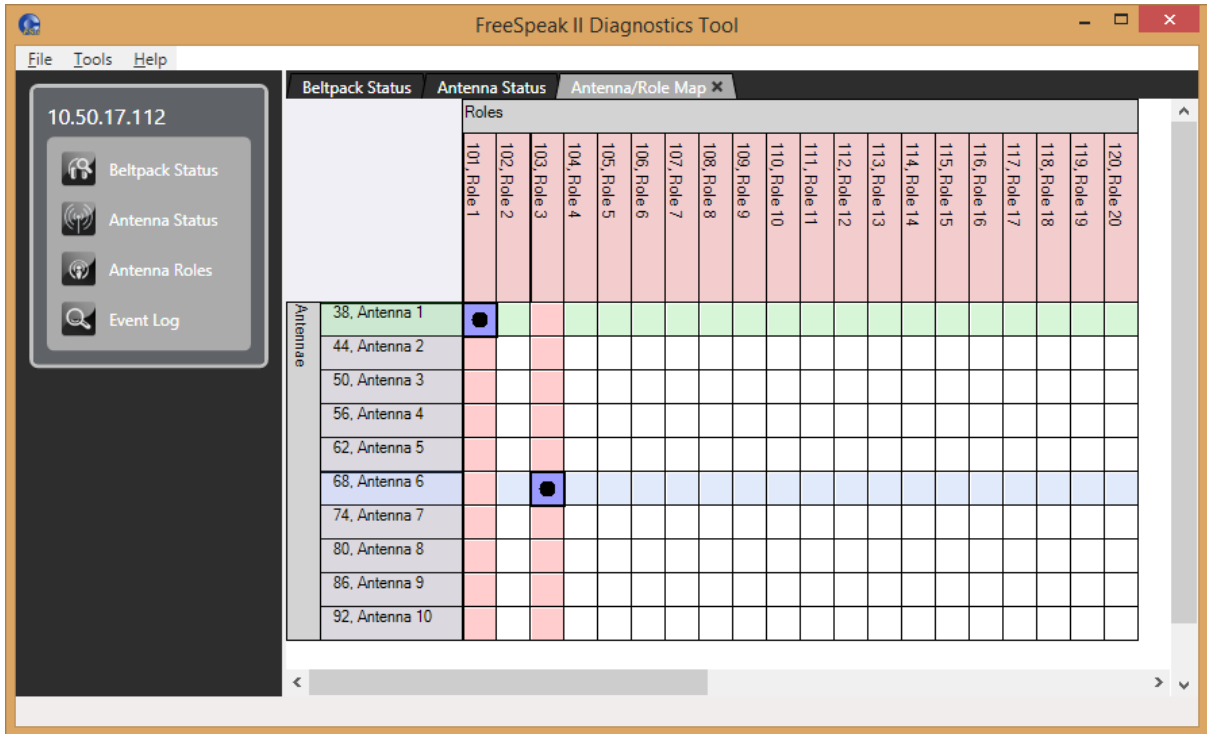 FreeSpeak II Diagnostics Tool
File Tools Help
10.50.17.112
Beltpack Status
Antenna Status
Antenna Roles
Event Log
Beltpack Status Antenna Status Antenna/Role Map
Roles
101, Role 1
102, Role 2
103, Role 3
104, Role 4
105, Role 5
106, Role 6
107, Role 7
108, Role 8
109, Role 9
110, Role 10
111, Role 11
112, Role 12
113, Role 13
114, Role 14
115, Role 15
116, Role 16
117, Role 17
118, Role 18
119, Role 19
120, Role 20
Antennae
38, Antenna 1
44, Antenna 2
50, Antenna 3
56, Antenna 4
62, Antenna 5
68, Antenna 6
74, Antenna 7
80, Antenna 8
86, Antenna 9
92, Antenna 10